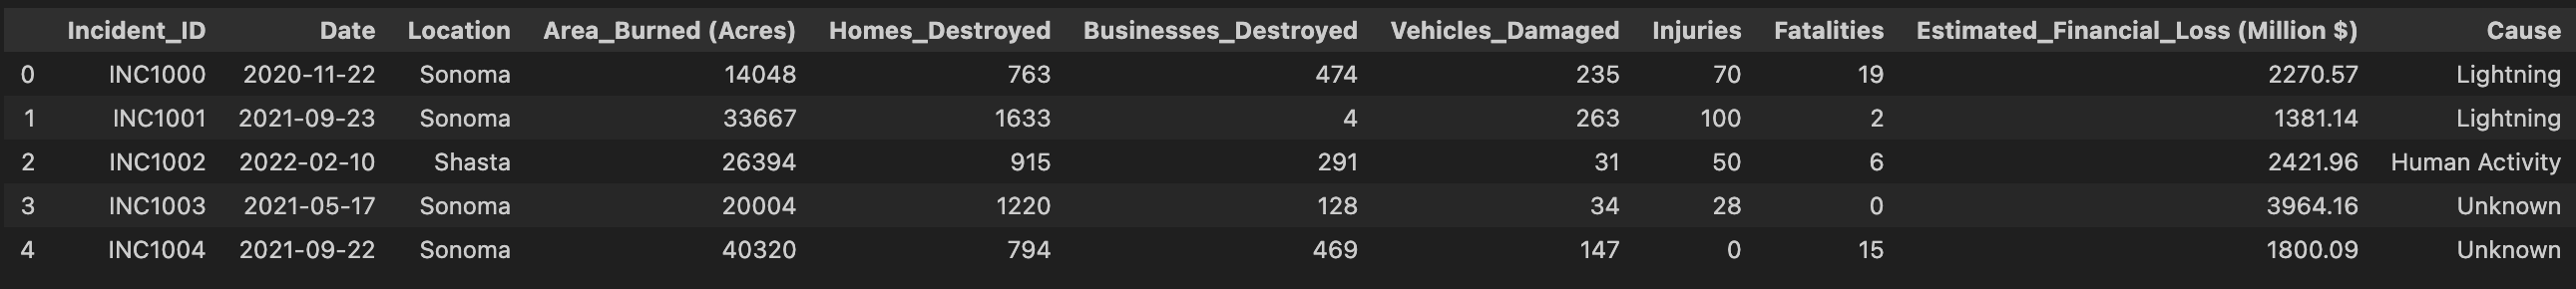 Incident_ID Date Location Area_Burned (Acres) Homes_Destroyed Businesses_Destroyed Vehicles_Damaged Injuries Fatalities Estimated_Financial_Loss (Million $) Cause
0 INC1000 2020-11-22 Sonoma 14048 763 474 235 70 19 2270.57 Lightning
1 INC1001 2021-09-23 Sonoma 33667 1633 4 263 100 2 1381.14 Lightning
2 INC1002 2022-02-10 Shasta 26394 915 291 31 50 6 2421.96 Human Activity
3 INC1003 2021-05-17 Sonoma 20004 1220 128 34 28 0 3964.16 Unknown
4 INC1004 2021-09-22 Sonoma 40320 794 469 147 0 15 1800.09 Unknown